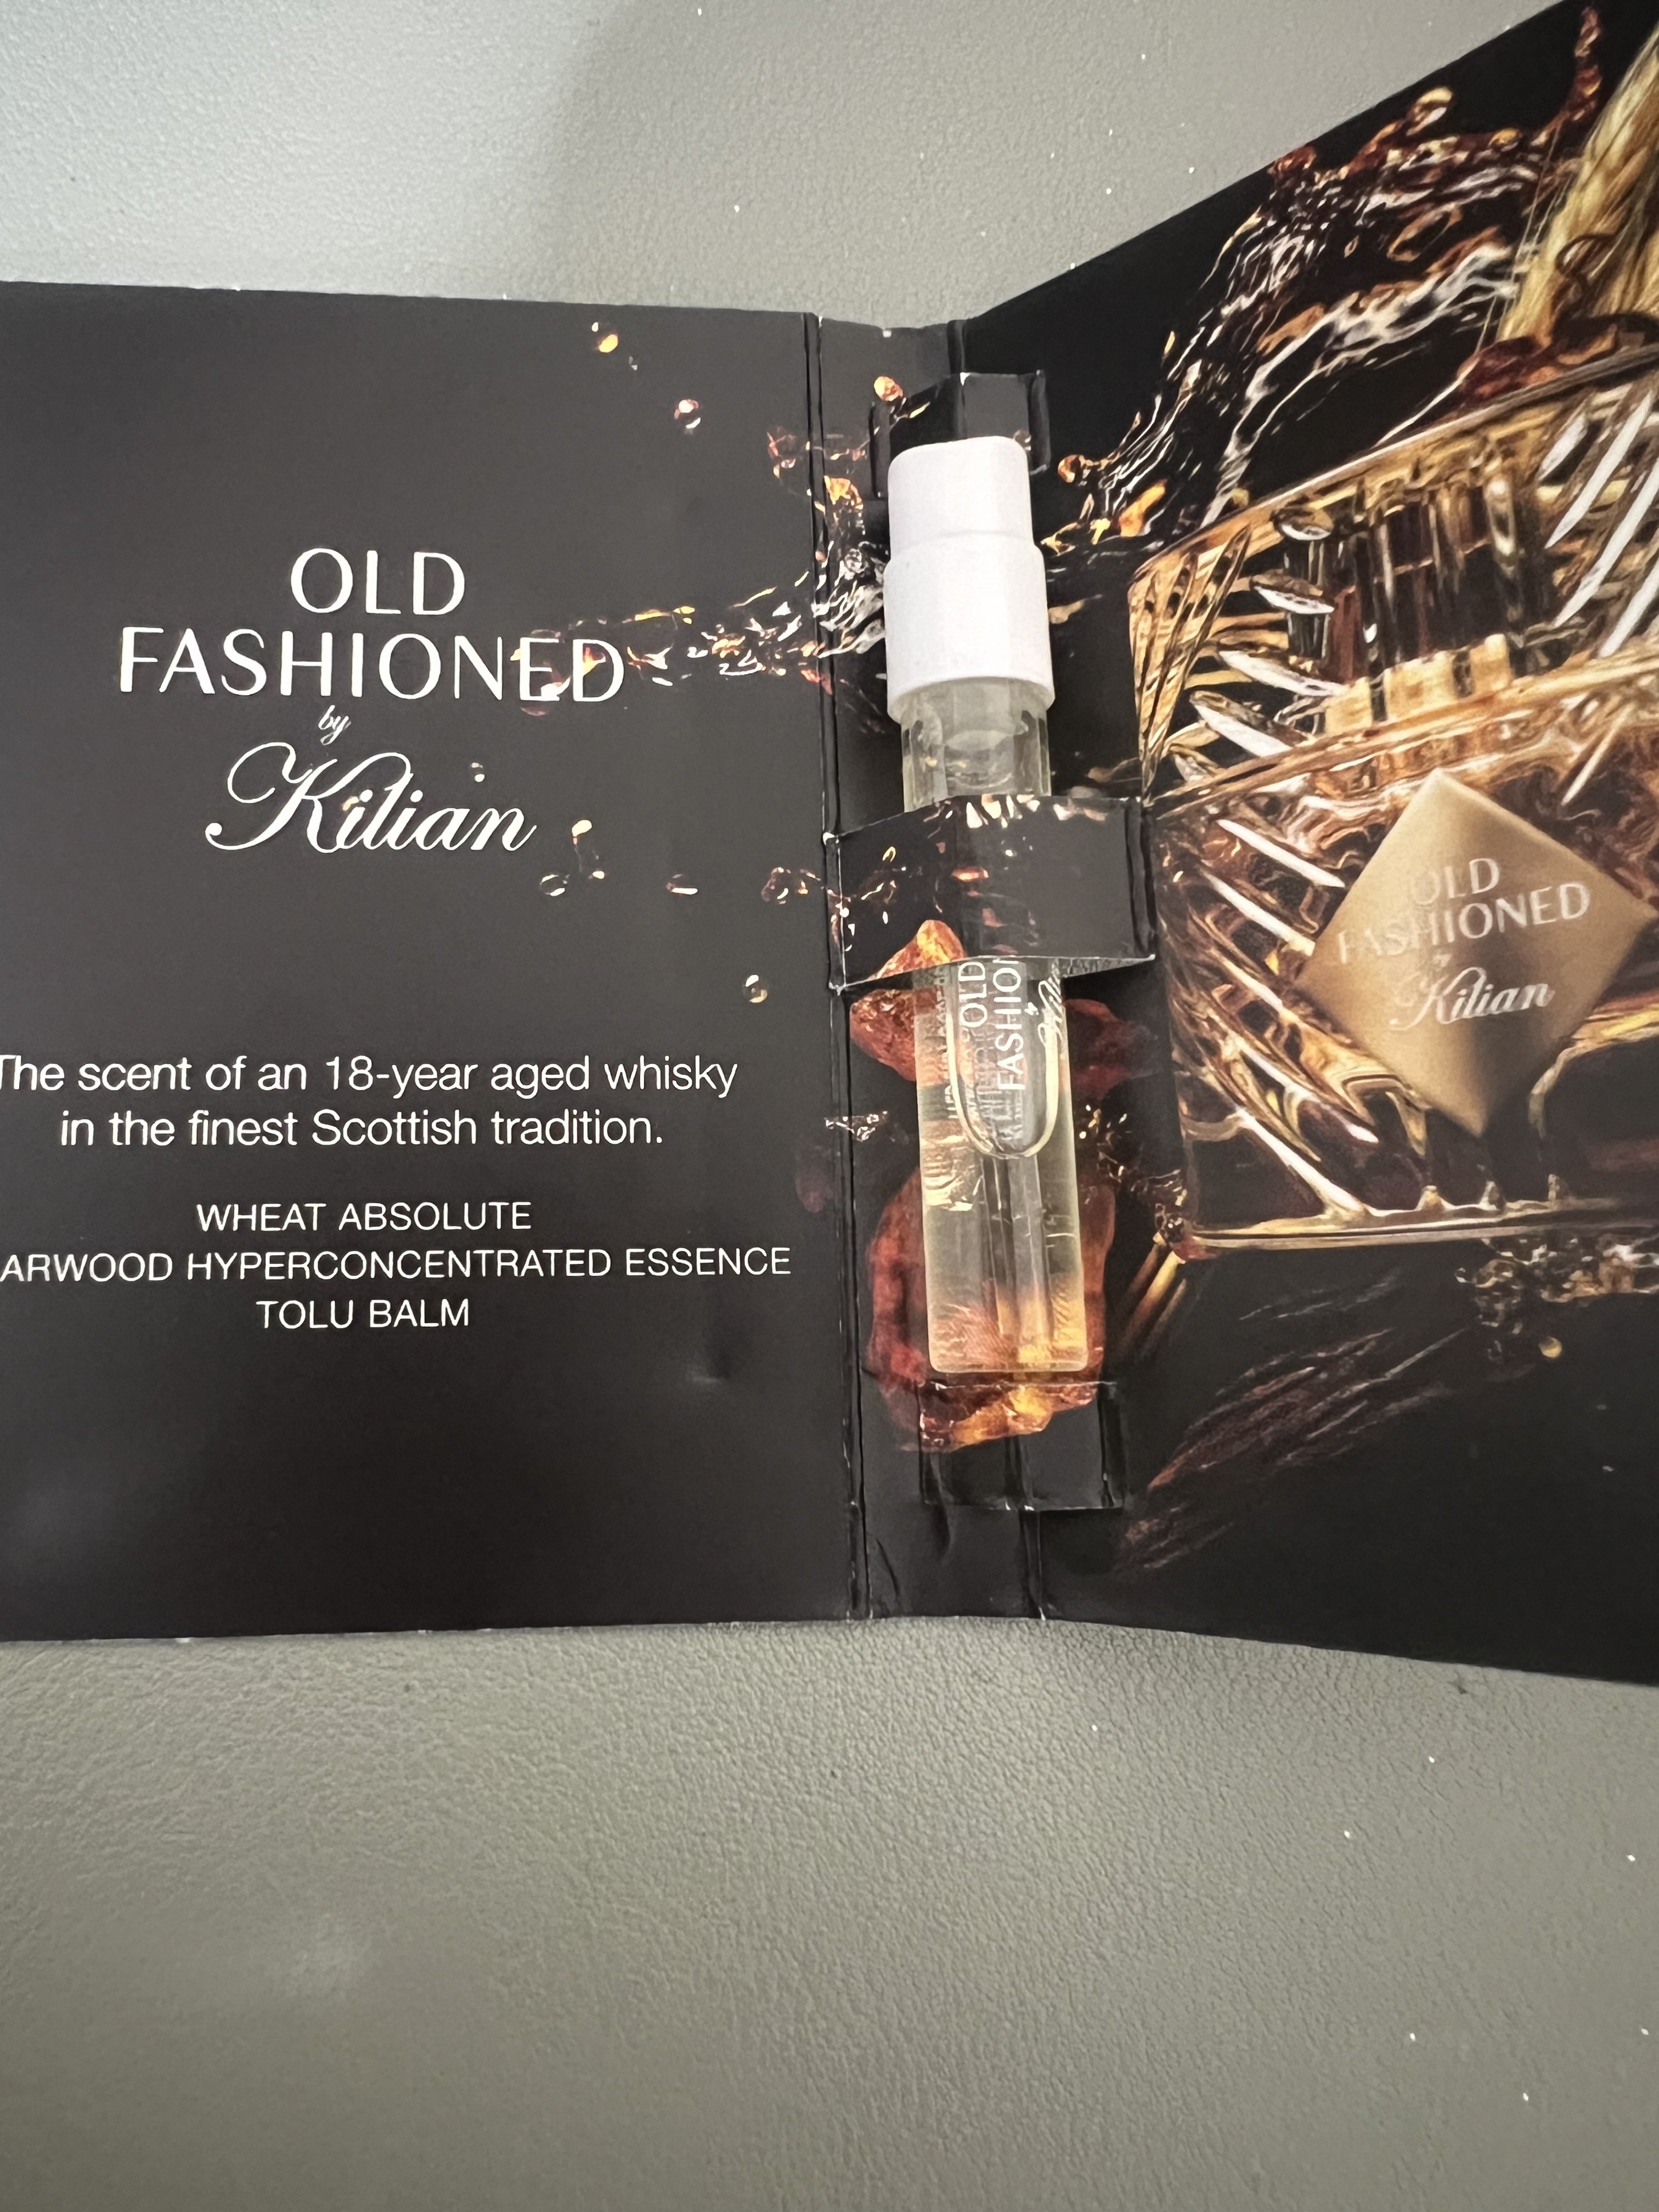 OLD
FASHIONED
by
Kilian
The scent of an 18-year aged whisky
in the finest Scottish tradition.
WHEAT ABSOLUTE
ARWOOD HYPERCONCENTRATED ESSENCE
TOLU BALM
OLD
FASHION
OLD
FASHIONED
by
Kilian